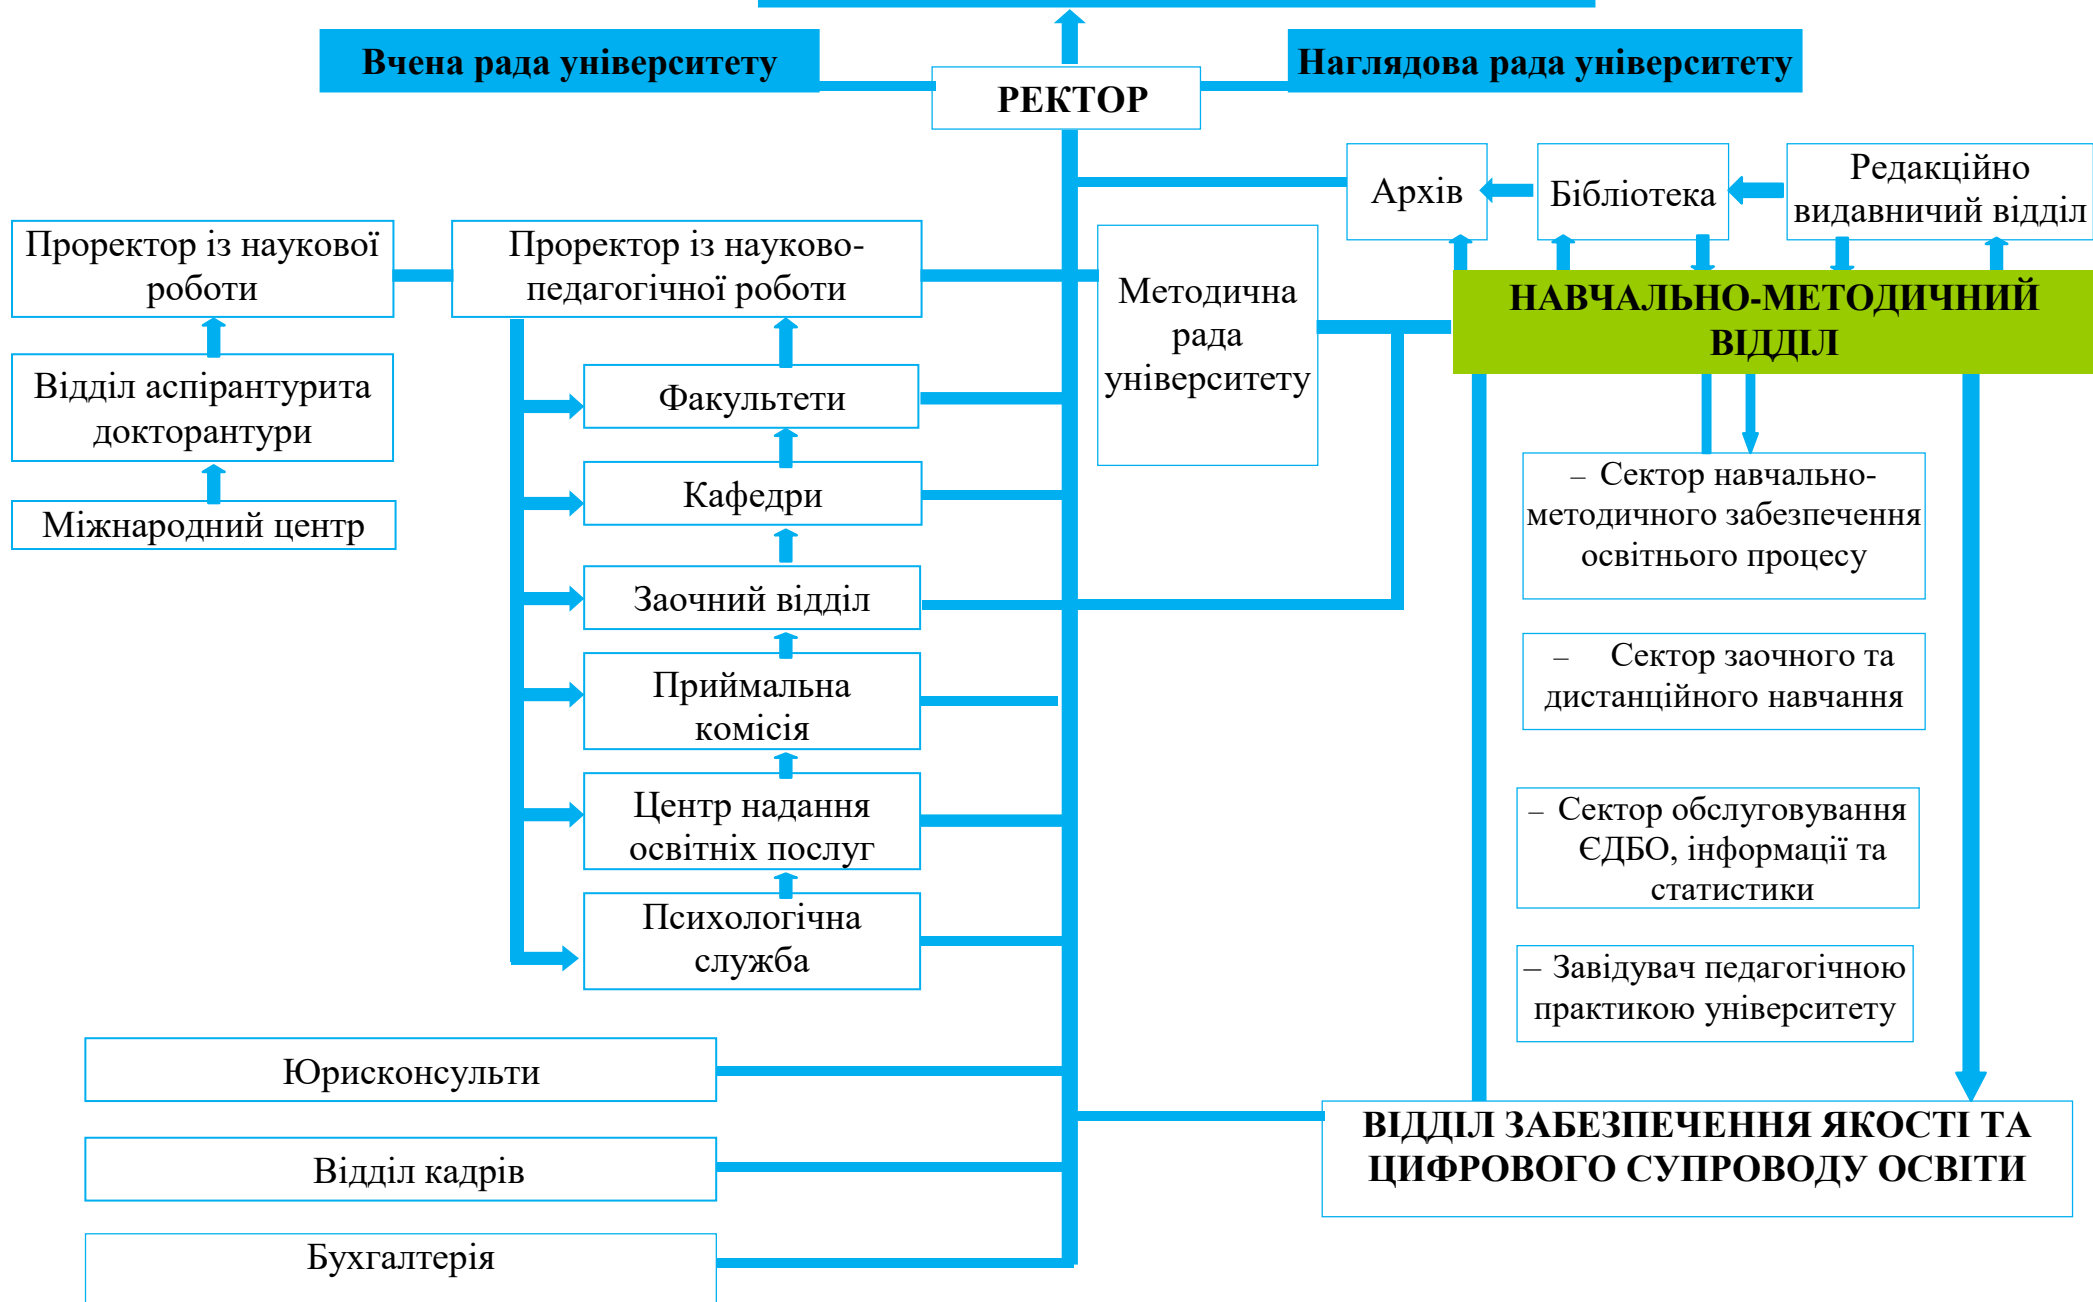 Вчена рада університету
Наглядова рада університету
РЕКТОР
Архів
Бібліотека
Редакційно
видавничий відділ
Проректор із наукової
роботи
Проректор із науково-
педагогічної роботи
Методична
рада
університету
НАВЧАЛЬНО-МЕТОДИЧНИЙ
ВІДДІЛ
Відділ аспірантурита
докторантури
Міжнародний центр
Факультети
Кафедри
Заочний відділ
Приймальна
комісія
Центр надання
освітніх послуг
Психологічна
служба
– Сектор навчально-
методичного забезпечення
освітнього процесу
– Сектор заочного та
дистанційного навчання
– Сектор обслуговування
ЄДБО, інформації та
статистики
– Завідувач педагогічною
практикою університету
Юрисконсульти
Відділ кадрів
Бухгалтерія
ВІДДІЛ ЗАБЕЗПЕЧЕННЯ ЯКОСТІ ТА
ЦИФРОВОГО СУПРОВОДУ ОСВІТИ